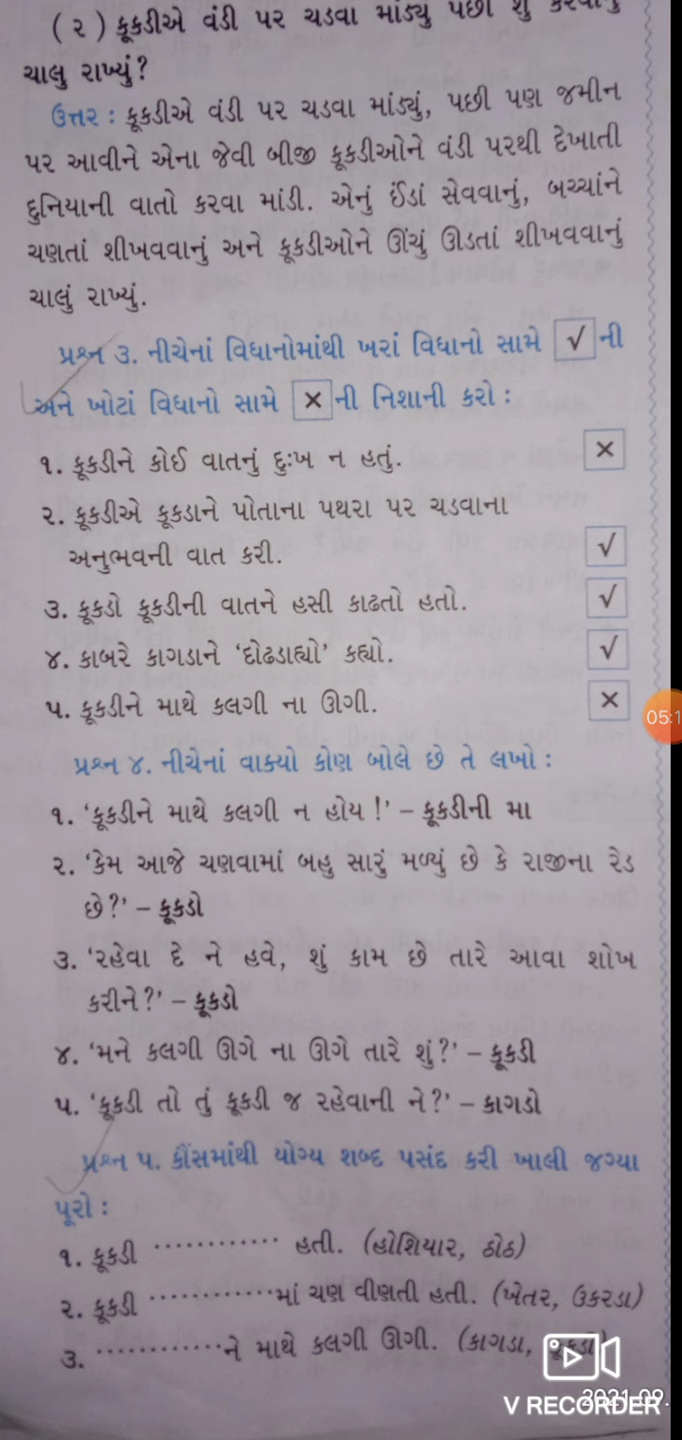 (૨) કૂકડીએ વંડી પર ચડવા માંડ્યું પછી શું કરવાનું
ચાલુ રાખ્યું?
ઉત્તર : કૂકડીએ વંડી પર ચડવા માંડ્યું, પછી પણ જમીન
પર આવીને એના જેવી બીજી કૂકડીઓને વંડી પરથી દેખાતી
દુનિયાની વાતો કરવા માંડી. એનું ઈંડાં સેવવાનું, બચ્ચાંને
ચણતાં શીખવવાનું અને કૂકડીઓને ઊંચું ઊડતાં શીખવવાનું
ચાલું રાખ્યું.
પ્રશ્ન ૩. નીચેનાં વિધાનોમાંથી ખરાં વિધાનો સામે √ ની
અને ખોટાં વિધાનો સામે × ની નિશાની કરો :
૧. કૂકડીને કોઈ વાતનું દુઃખ ન હતું. ×
૨. કૂકડીએ કૂકડાને પોતાના પથરા પર ચડવાના
અનુભવની વાત કરી. √
૩. કૂકડો કૂકડીની વાતને હસી કાઢતો હતો. √
૪. કાબરે કાગડાને ‘દોઢડાહ્યો’ કહ્યો. √
૫. કૂકડીને માથે કલગી ના ઊગી. ×
05:1
પ્રશ્ન ૪. નીચેનાં વાક્યો કોણ બોલે છે તે લખો :
૧. ‘કૂકડીને માથે કલગી ન હોય !’ – કૂકડીની મા
૨. ‘કેમ આજે ચણવામાં બહુ સારું મળ્યું છે કે રાજીના રેડ
છે?’ – કૂકડો
૩. ‘રહેવા દે ને હવે, શું કામ છે તારે આવા શોખ
કરીને?’ – કૂકડો
૪. ‘મને કલગી ઊગે ના ઊગે તારે શું?’ – કૂકડી
૫. ‘કૂકડી તો તું કૂકડી જ રહેવાની ને?’ – કાગડો
પ્રશ્ન ૫. કૌંસમાંથી યોગ્ય શબ્દ પસંદ કરી ખાલી જગ્યા
પૂરો :
૧. કૂકડી ............ હતી. (હોશિયાર, ઠોઠ)
૨. કૂકડી ............માં ચણ વીણતી હતી. (ખેતર, ઉકરડા)
૩. ............ને માથે કલગી ઊગી. (કાગડા,
V RECORDER